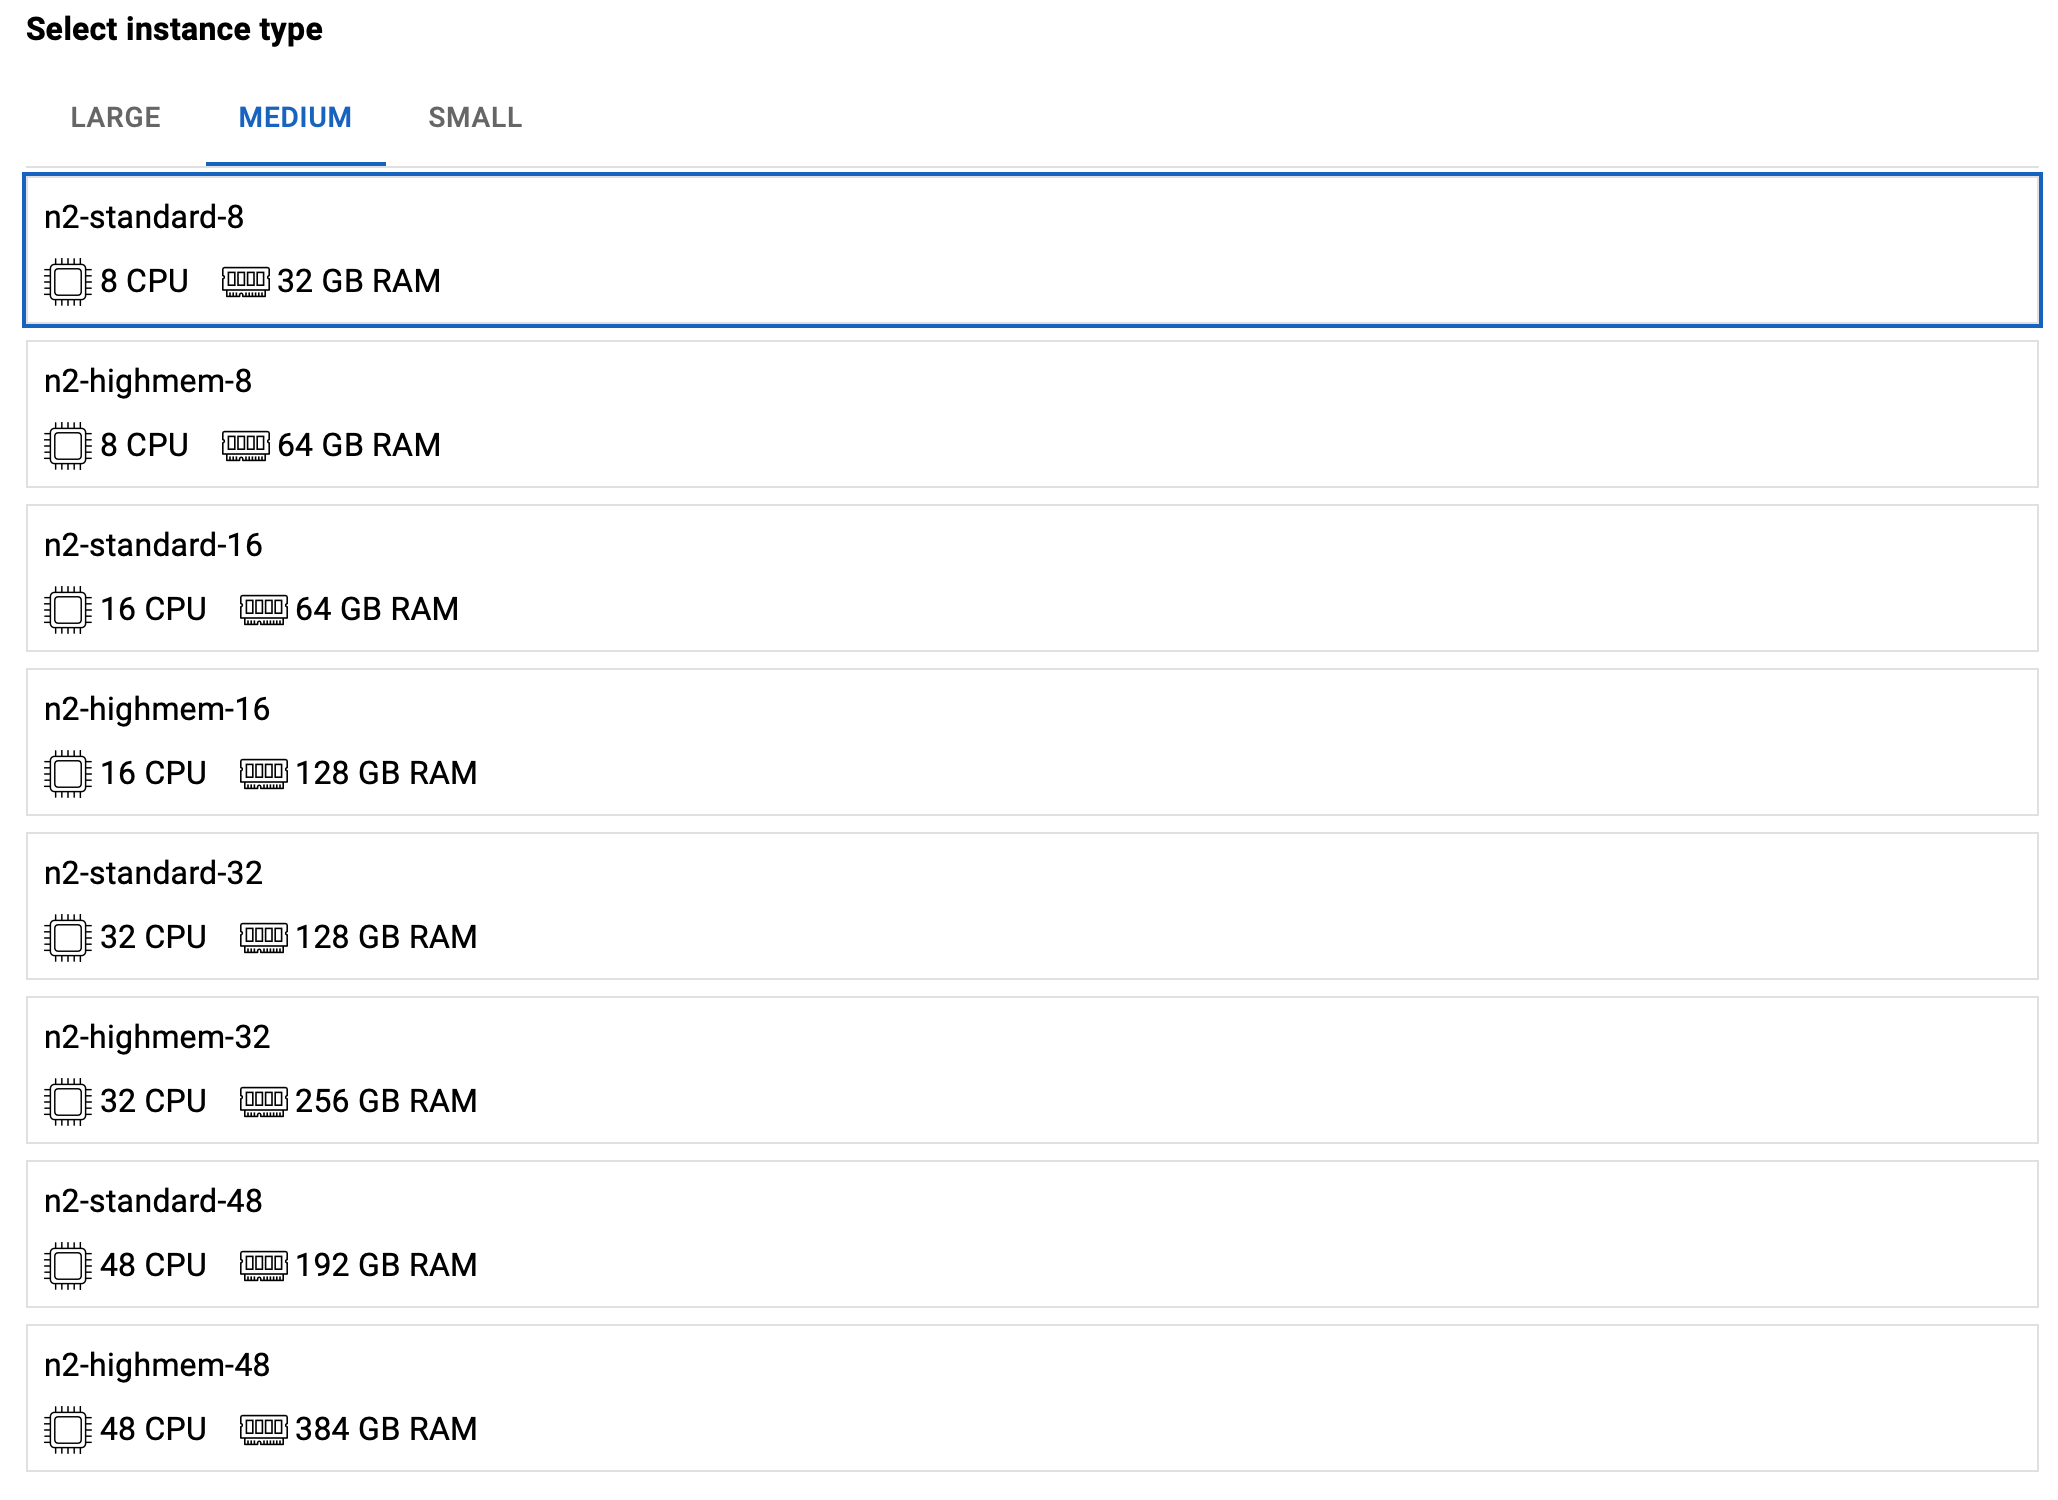 Select instance type
LARGE MEDIUM SMALL
n2-standard-8
8 CPU 32 GB RAM
n2-highmem-8
8 CPU 64 GB RAM
n2-standard-16
16 CPU 64 GB RAM
n2-highmem-16
16 CPU 128 GB RAM
n2-standard-32
32 CPU 128 GB RAM
n2-highmem-32
32 CPU 256 GB RAM
n2-standard-48
48 CPU 192 GB RAM
n2-highmem-48
48 CPU 384 GB RAM